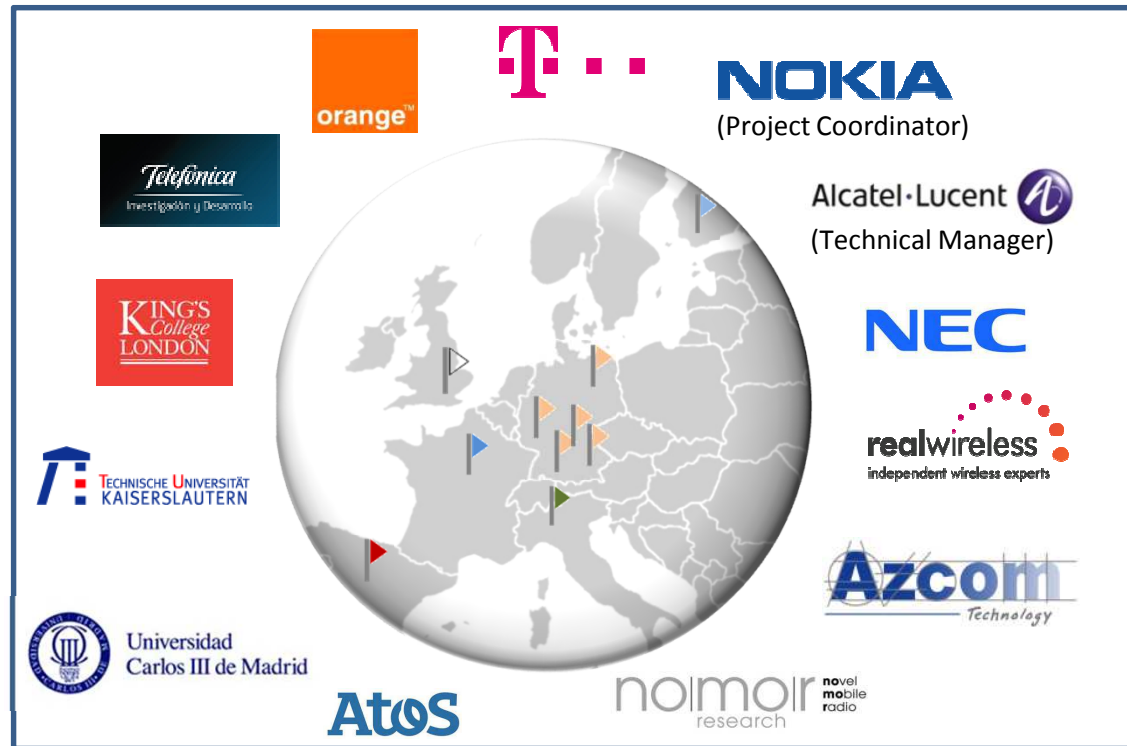 orange™
T
NOKIA
(Project Coordinator)
Telefónica
Investigación y Desarrollo
Alcatel·Lucent
(Technical Manager)
KING'S
College
LONDON
NEC
realwireless
independent wireless experts
TECHNISCHE UNIVERSITÄT
KAISERSLAUTERN
Azcom
Technology
Universidad
Carlos III de Madrid
Atos
nomor
research
novel
mobile
radio